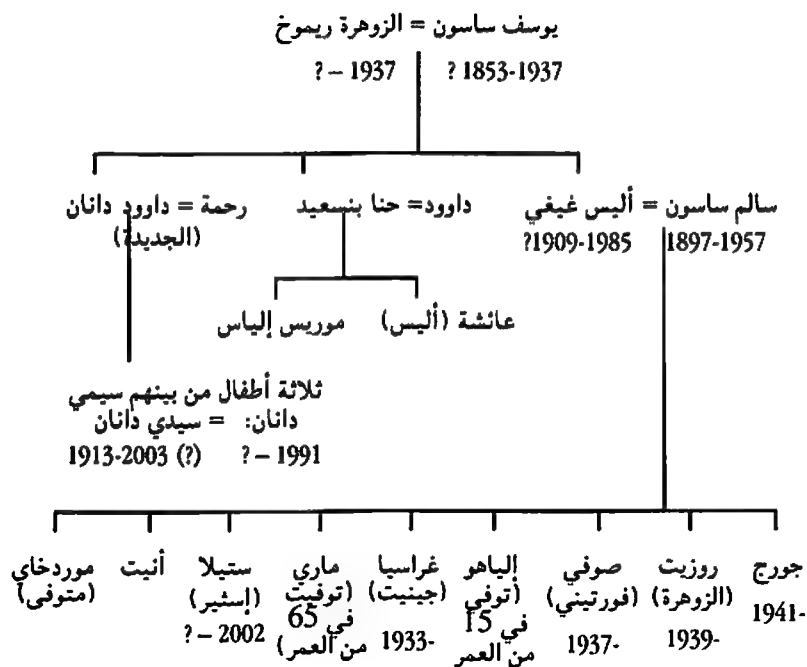 يوسف ساسون = الزوهرة ريموخ
? 1853-1937
? – 1937
سالم ساسون = أليس غيغي
1897-1957
?1909-1985
داوود= حنا بنسعيد
رحمة = داوود دانان
(الجديدة)
عائشة (أليس)
موريس إلياس
ثلاثة أطفال من بينهم سيمي
دانان: = سيدي دانان
? – 1991
1913-2003 (?)
جورج
1941-
روزيت
(الزوهرة)
1939-
صوفي
(فورتيني)
1937-
إلياهو
(توفي
في 15
من العمر)
غراسيا
(جينيت)
1933-
ماري
(توفيت
في 65
من العمر)
ستيلا
(إستير)
? – 2002
أنيت
موردخاي
(متوفى)